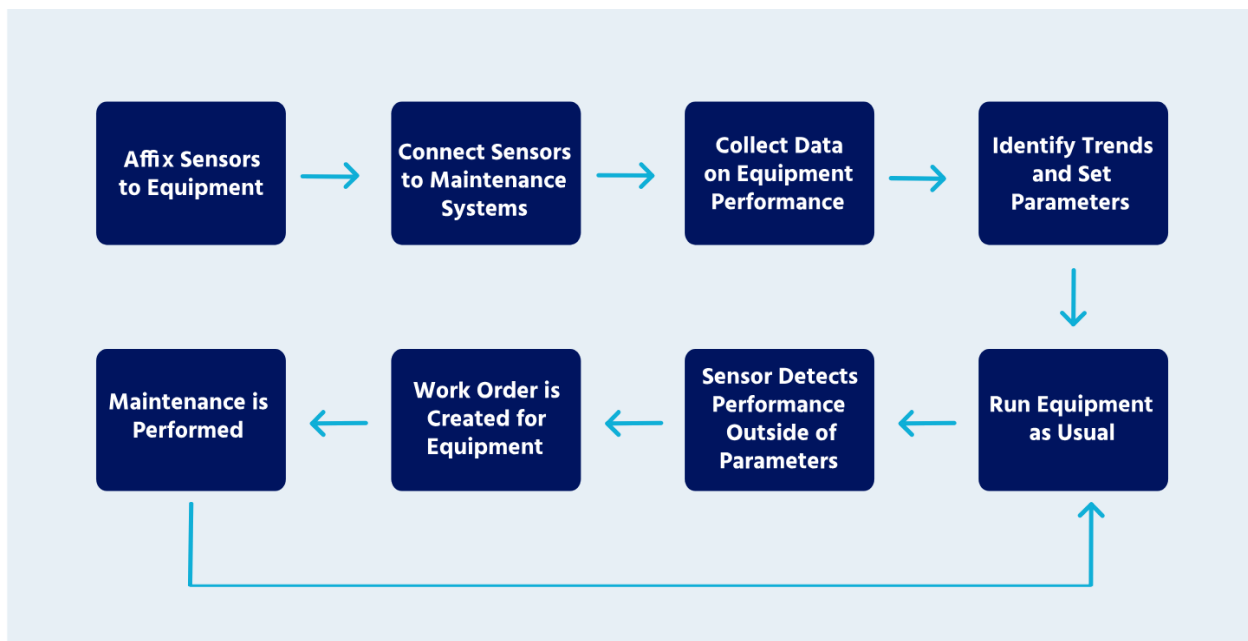 Affix Sensors
to Equipment
Connect Sensors
to Maintenance
Systems
Collect Data
on Equipment
Performance
Identify Trends
and Set
Parameters
Run Equipment
as Usual
Sensor Detects
Performance
Outside of
Parameters
Work Order is
Created for
Equipment
Maintenance is
Performed